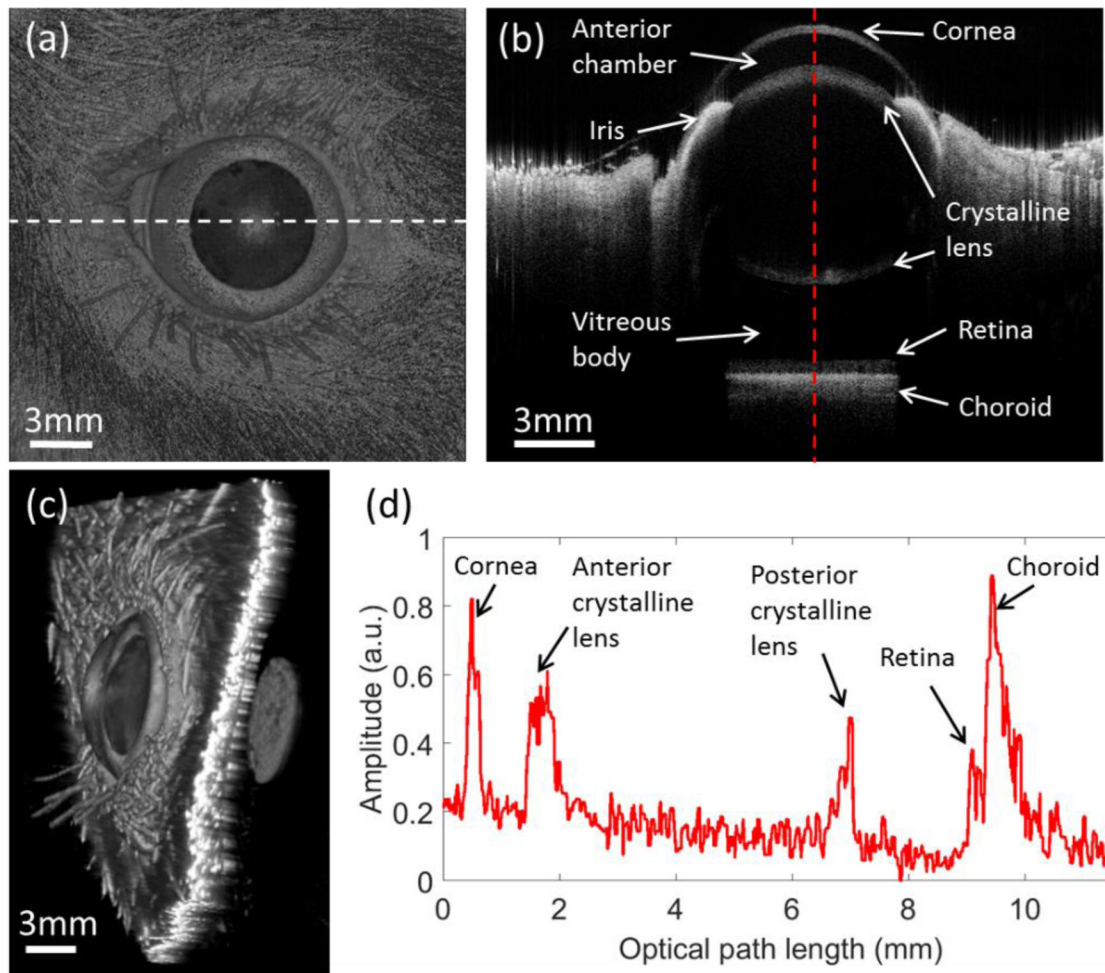 (a)
3mm
(b)
Anterior
chamber
Cornea
Iris
Crystalline
lens
Vitreous
body
Retina
Choroid
3mm
(c)
3mm
(d)
1
0.8
0.6
0.4
0.2
0
Amplitude (a.u.)
Cornea
Anterior
crystalline
lens
Posterior
crystalline
lens
Retina
Choroid
0 2 4 6 8 10
Optical path length (mm)